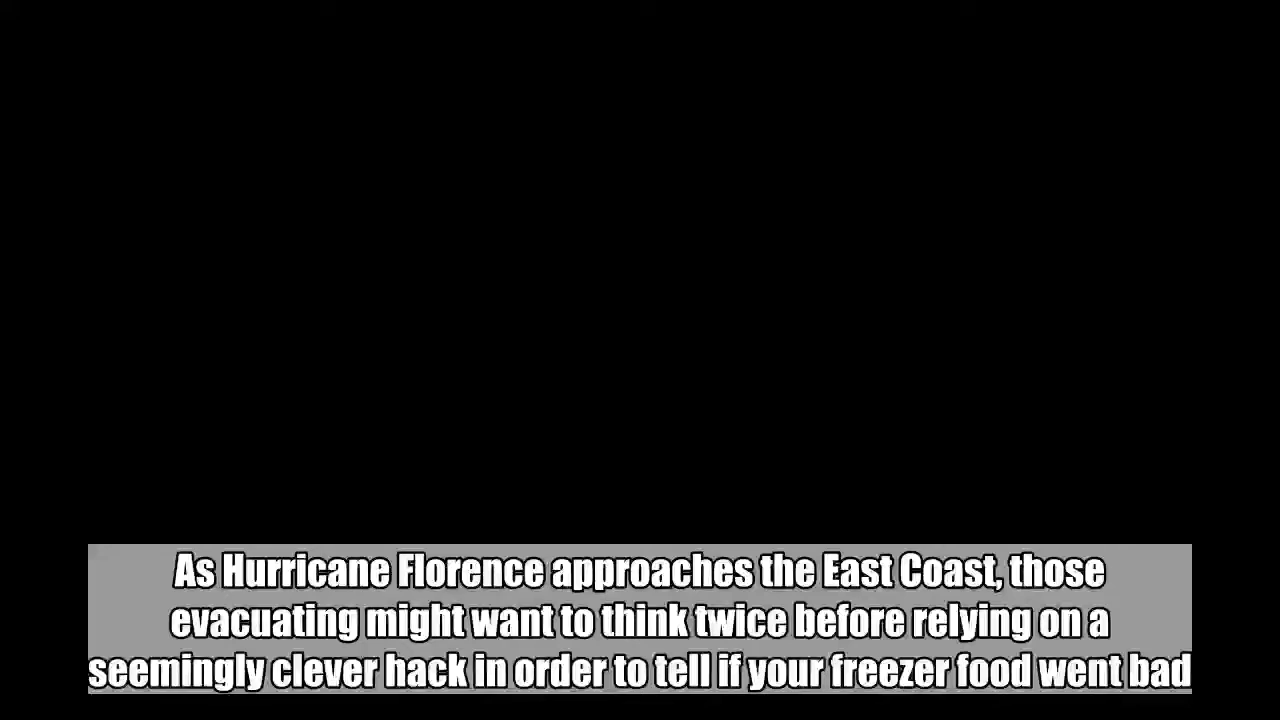 As Hurricane Florence approaches the East Coast, those
evacuating might want to think twice before relying on a
seemingly clever hack in order to tell if your freezer food went bad